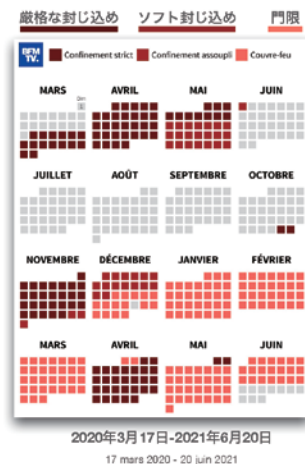 厳格な封じ込め ソフト封じ込め 門限
BFM TV. Confinement strict Confinement assoupli Couvre-feu
MARS AVRIL MAI JUIN
JUILLET AOÛT SEPTEMBRE OCTOBRE
NOVEMBRE DÉCEMBRE JANVIER FÉVRIER
MARS AVRIL MAI JUIN
2020年3月17日-2021年6月20日
17 mars 2020 - 20 juin 2021